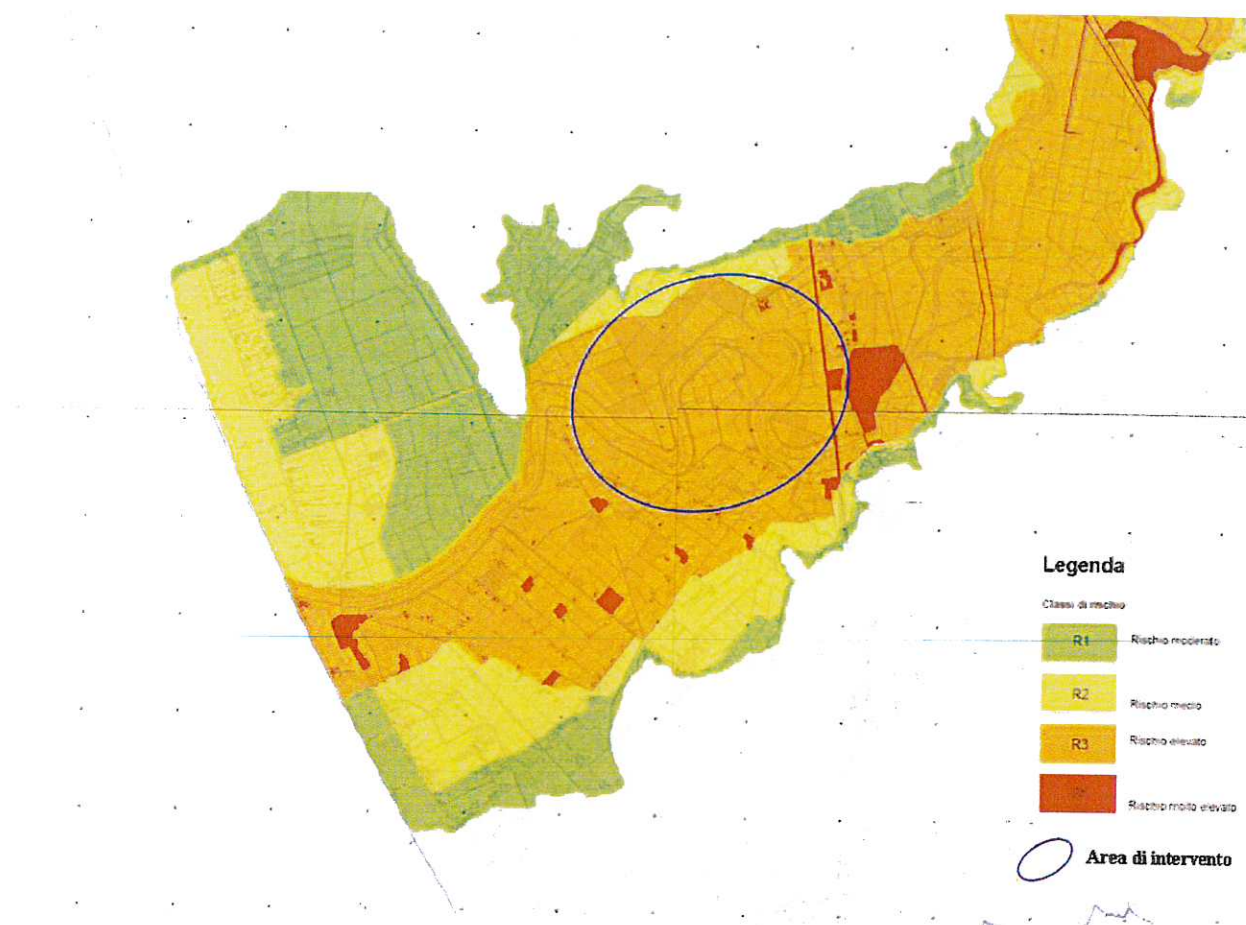 Legenda
Classi di rischio
R1 Rischio moderato
R2 Rischio medio
R3 Rischio elevato
Rischio molto elevato
Area di intervento